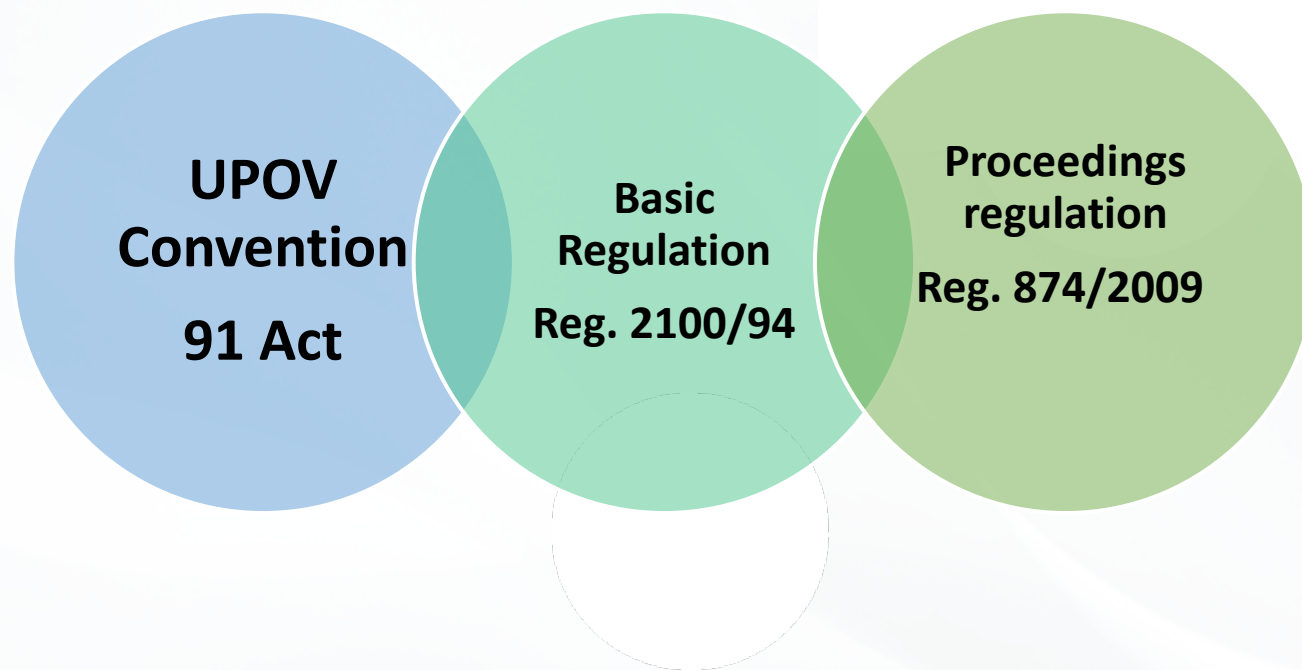 UPOV
Convention
91 Act
Basic
Regulation
Reg. 2100/94
Proceedings
regulation
Reg. 874/2009